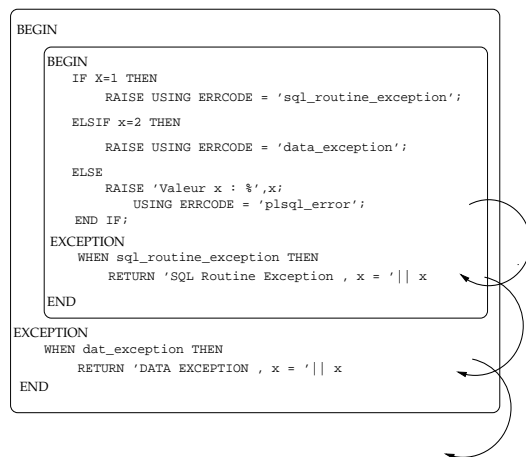 BEGIN
BEGIN
IF X=1 THEN
RAISE USING ERRCODE = 'sql_routine_exception';
ELSIF x=2 THEN
RAISE USING ERRCODE = 'data_exception';
ELSE
RAISE 'Valeur x : %',x;
USING ERRCODE = 'plsql_error';
END IF;
EXCEPTION
WHEN sql_routine_exception THEN
RETURN 'SQL Routine Exception , x = '|| x
END
EXCEPTION
WHEN dat_exception THEN
RETURN 'DATA EXCEPTION , x = '|| x
END